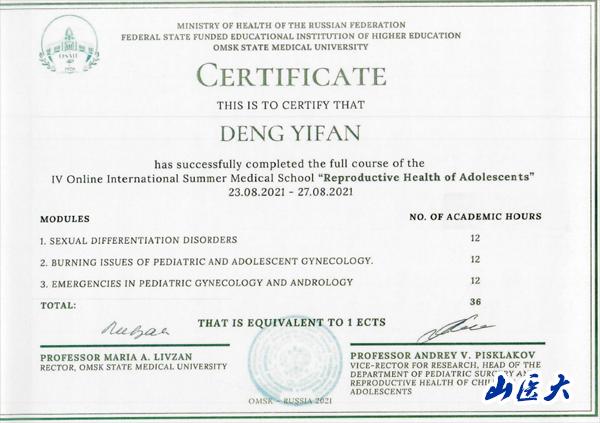 MINISTRY OF HEALTH OF THE RUSSIAN FEDERATION
FEDERAL STATE FUNDED EDUCATIONAL INSTITUTION OF HIGHER EDUCATION
OMSK STATE MEDICAL UNIVERSITY
CERTIFICATE
THIS IS TO CERTIFY THAT
DENG YIFAN
has successfully completed the full course of the
IV Online International Summer Medical School "Reproductive Health of Adolescents"
23.08.2021 - 27.08.2021
MODULES NO. OF ACADEMIC HOURS
1. SEXUAL DIFFERENTIATION DISORDERS 12
2. BURNING ISSUES OF PEDIATRIC AND ADOLESCENT GYNECOLOGY. 12
3. EMERGENCIES IN PEDIATRIC GYNECOLOGY AND ANDROLOGY 12
TOTAL: 36
THAT IS EQUIVALENT TO 1 ECTS
PROFESSOR MARIA A. LIVZAN
RECTOR, OMSK STATE MEDICAL UNIVERSITY
PROFESSOR ANDREY V. PISKLAKOV
VICE-RECTOR FOR RESEARCH, HEAD OF THE
DEPARTMENT OF PEDIATRIC SURGERY AND
REPRODUCTIVE HEALTH OF
ADOLESCENTS
山医大
OMSK - RUSSIA 2021